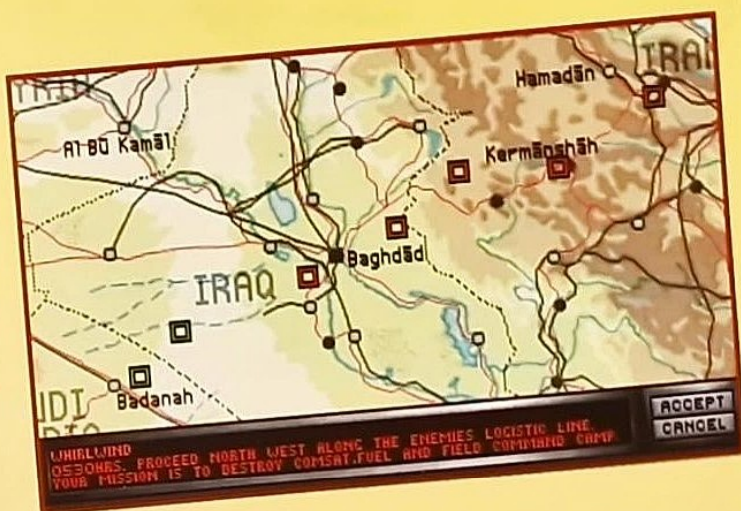 IRAI
Hamadān
Al Bū Kamāl
Kermānshāh
Baghdād
IRAQ
Badanah
WHIRLWIND
0530HRS. PROCEED NORTH WEST ALONG THE ENEMIES LOGISTIC LINE.
YOUR MISSION IS TO DESTROY COMSAT,FUEL AND FIELD COMMAND CAMP.
ACCEPT
CANCEL